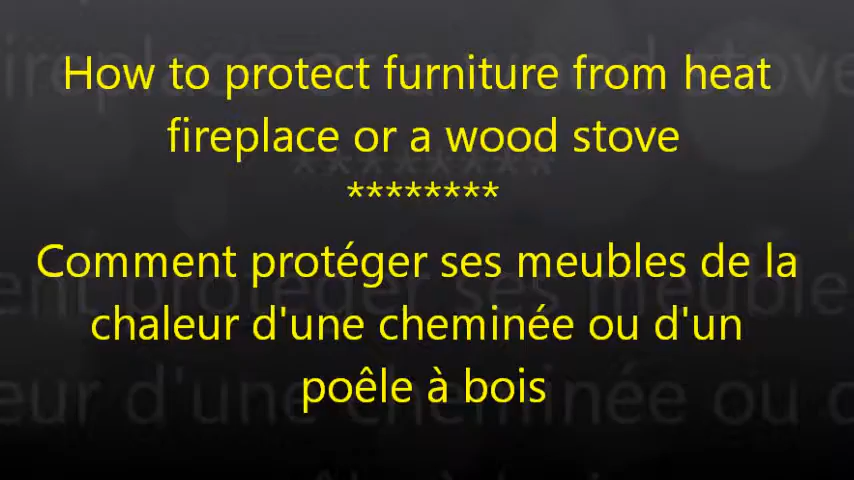 How to protect furniture from heat
fireplace or a wood stove
********
Comment protéger ses meubles de la
chaleur d'une cheminée ou d'un
poêle à bois